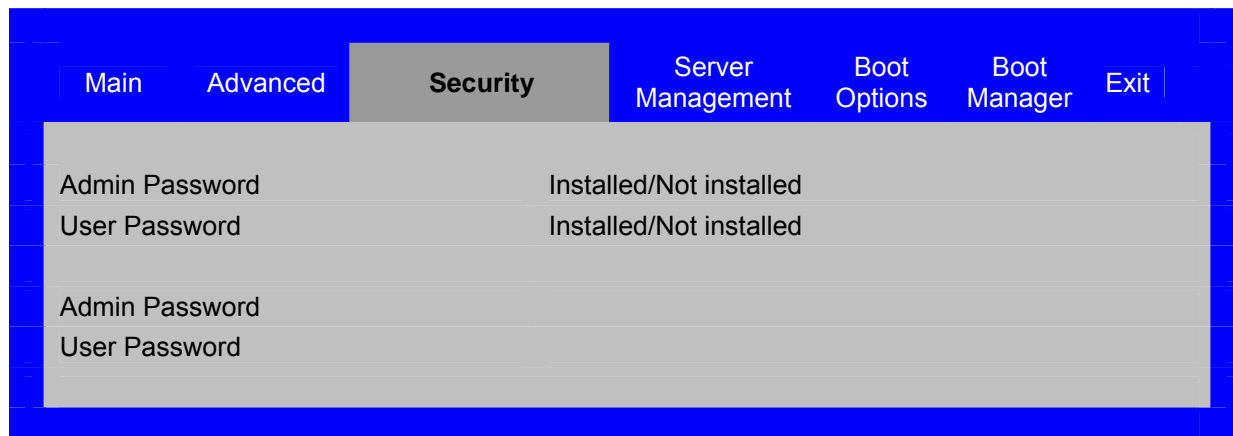 Main Advanced Security Server Management Boot Options Boot Manager Exit
Admin Password Installed/Not installed
User Password Installed/Not installed
Admin Password
User Password